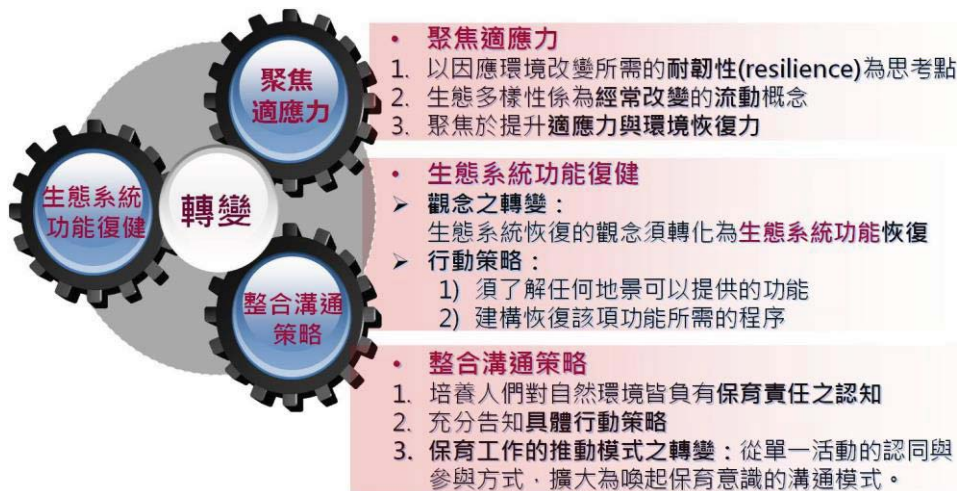 聚焦
適應力
生態系統
功能復健
轉變
整合溝通
策略
• 聚焦適應力
1. 以因應環境改變所需的耐韌性(resilience)為思考點
2. 生態多樣性係為經常改變的流動概念
3. 聚焦於提升適應力與環境恢復力
• 生態系統功能復健
➤ 觀念之轉變：
生態系統恢復的觀念須轉化為生態系統功能恢復
➤ 行動策略：
1) 須了解任何地景可以提供的功能
2) 建構恢復該項功能所需的程序
• 整合溝通策略
1. 培養人們對自然環境皆負有保育責任之認知
2. 充分告知具體行動策略
3. 保育工作的推動模式之轉變：從單一活動的認同與
參與方式，擴大為喚起保育意識的溝通模式。